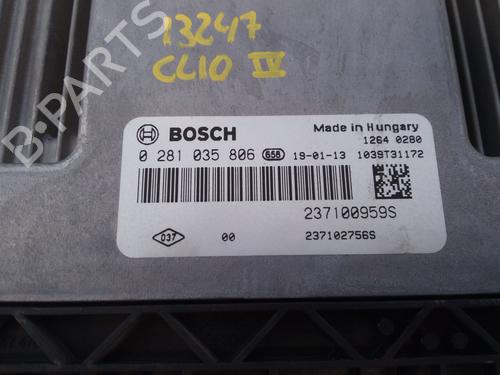 13247
CLIO IV
B-PARTS
BOSCH
Made in Hungary
1264 0280
0 281 035 806 658 19-01-13 1039T31172
237100959S
037 00 237102756S